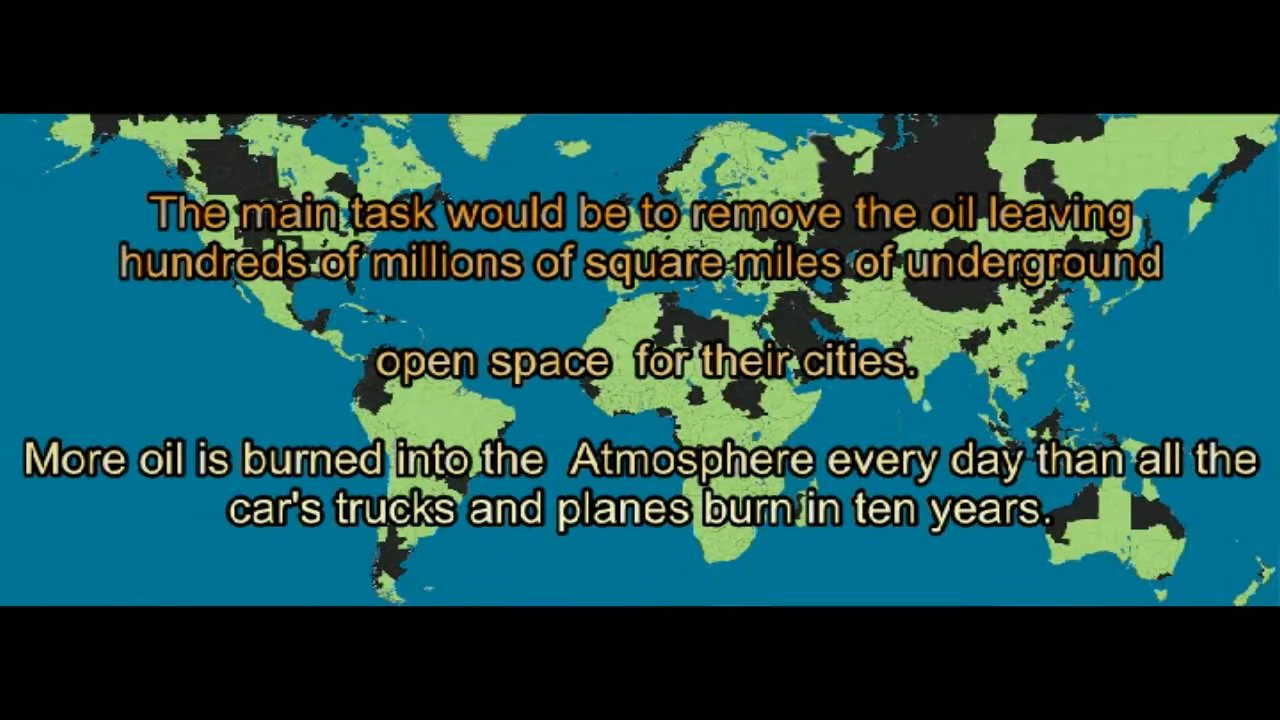 The main task would be to remove the oil leaving
hundreds of millions of square miles of underground
open space for their cities.
More oil is burned into the Atmosphere every day than all the
car's trucks and planes burn in ten years.